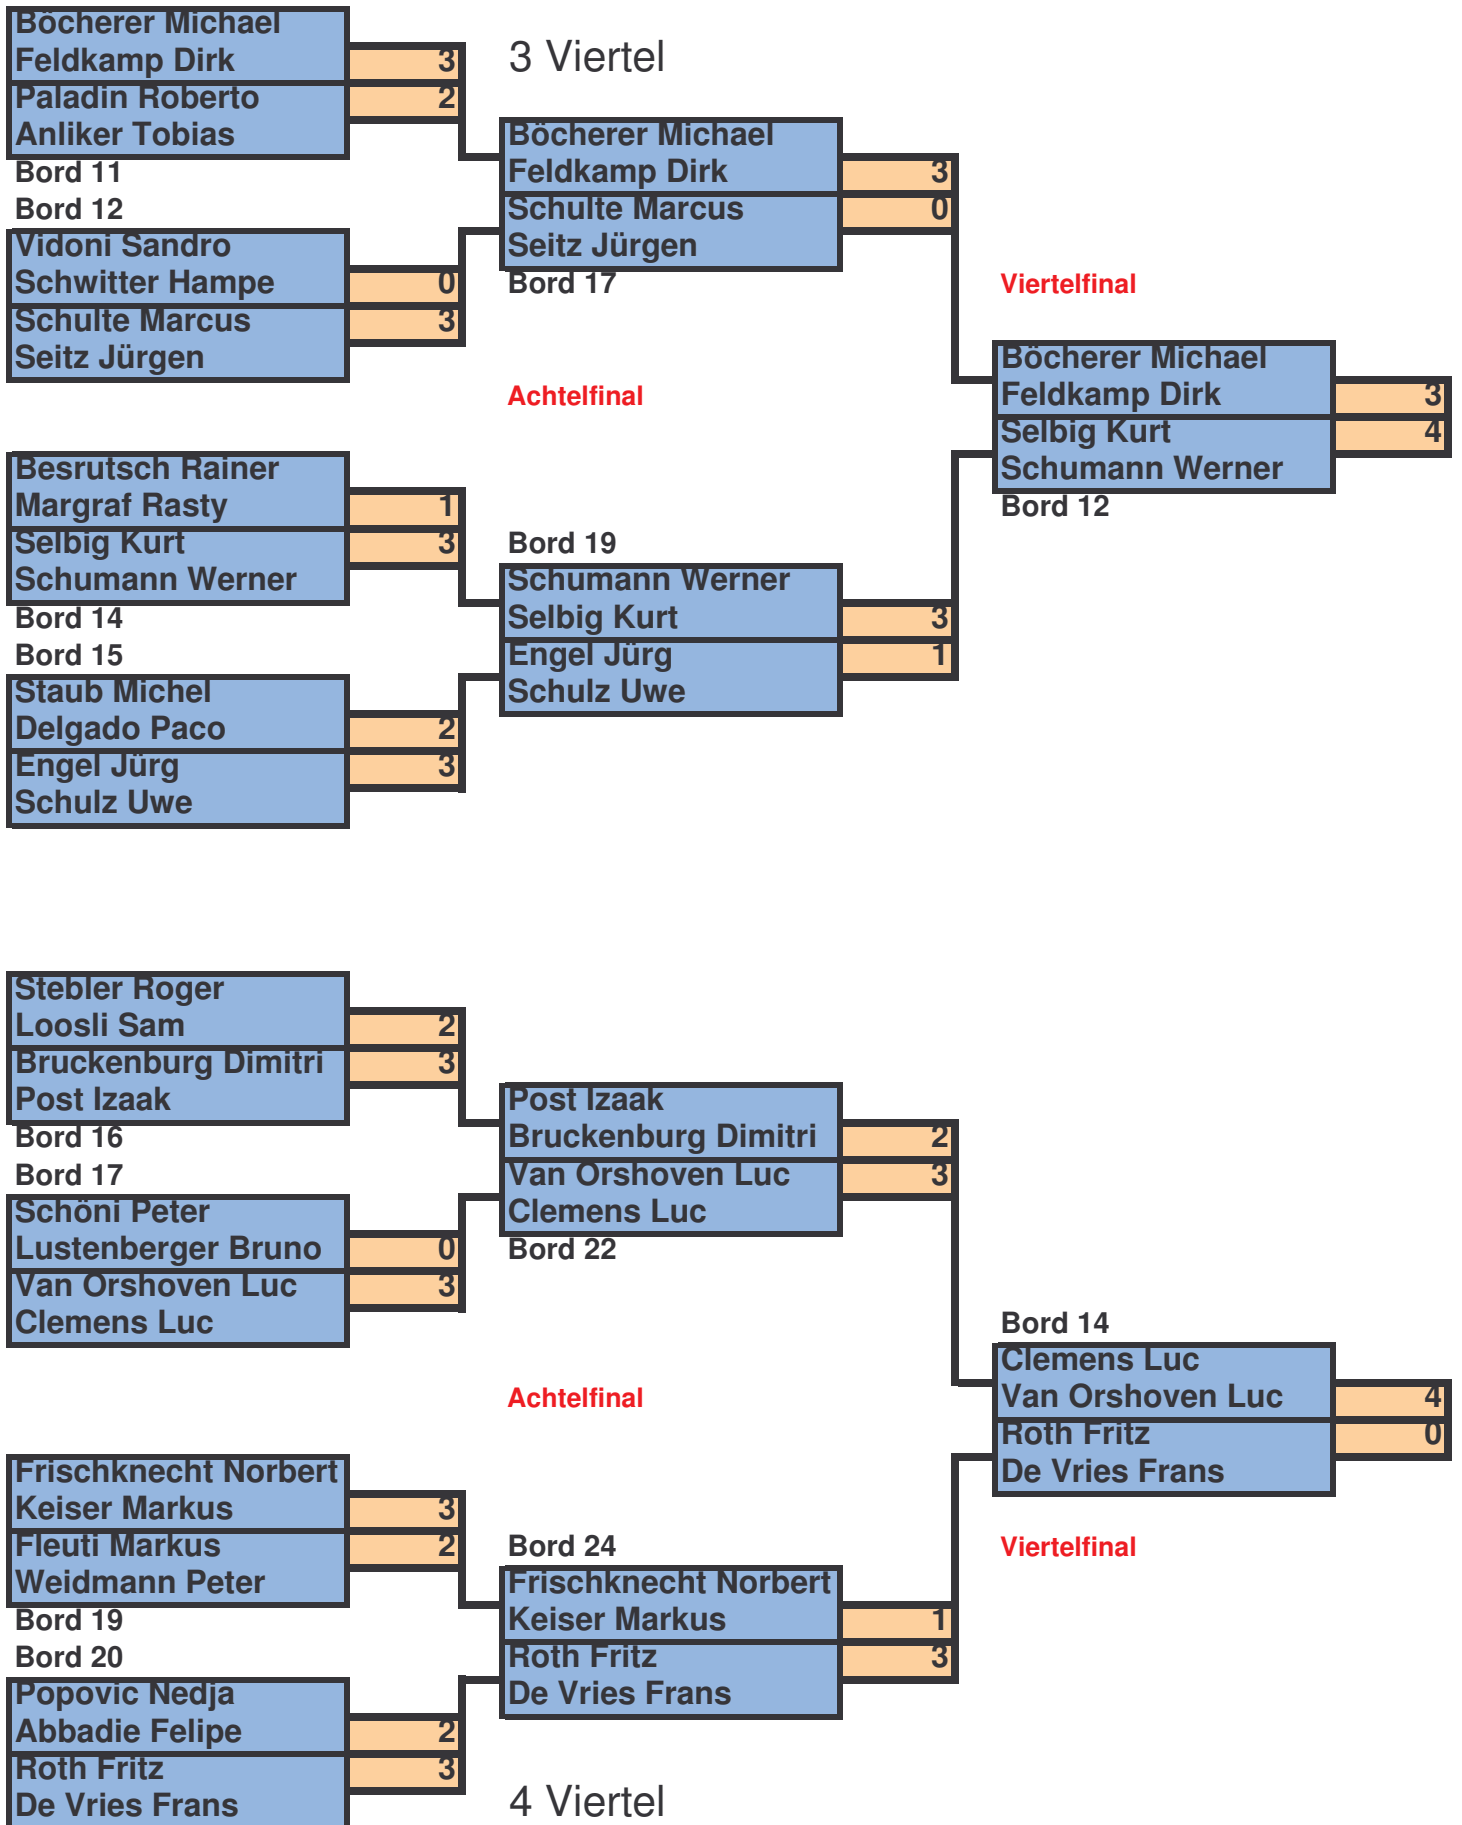 Böcherer Michael
Feldkamp Dirk
3
3 Viertel
Paladin Roberto
2
Anliker Tobias
Böcherer Michael
Bord 11
Feldkamp Dirk
3
Bord 12
Schulte Marcus
0
Vidoni Sandro
Seitz Jürgen
Schwitter Hampe
0
Bord 17
Viertelfinal
Schulte Marcus
3
Seitz Jürgen
Böcherer Michael
Achtelfinal
Feldkamp Dirk
3
Selbig Kurt
4
Besrutsch Rainer
Schumann Werner
Margraf Rasty
1
Bord 12
Selbig Kurt
3
Bord 19
Schumann Werner
Schumann Werner
Bord 14
Selbig Kurt
3
Bord 15
Engel Jürg
1
Staub Michel
Schulz Uwe
Delgado Paco
2
Engel Jürg
3
Schulz Uwe
Stebler Roger
Loosli Sam
2
Bruckenburg Dimitri
3
Post Izaak
Post Izaak
Bord 16
Bruckenburg Dimitri
2
Bord 17
Van Orshoven Luc
3
Schöni Peter
Clemens Luc
Lustenberger Bruno
0
Bord 22
Van Orshoven Luc
3
Clemens Luc
Bord 14
Clemens Luc
Achtelfinal
Van Orshoven Luc
4
Roth Fritz
0
Frischknecht Norbert
De Vries Frans
Keiser Markus
3
Fleuti Markus
2
Bord 24
Viertelfinal
Weidmann Peter
Frischknecht Norbert
Bord 19
Keiser Markus
1
Bord 20
Roth Fritz
3
Popovic Nedja
De Vries Frans
Abbadie Felipe
2
Roth Fritz
3
De Vries Frans
4 Viertel